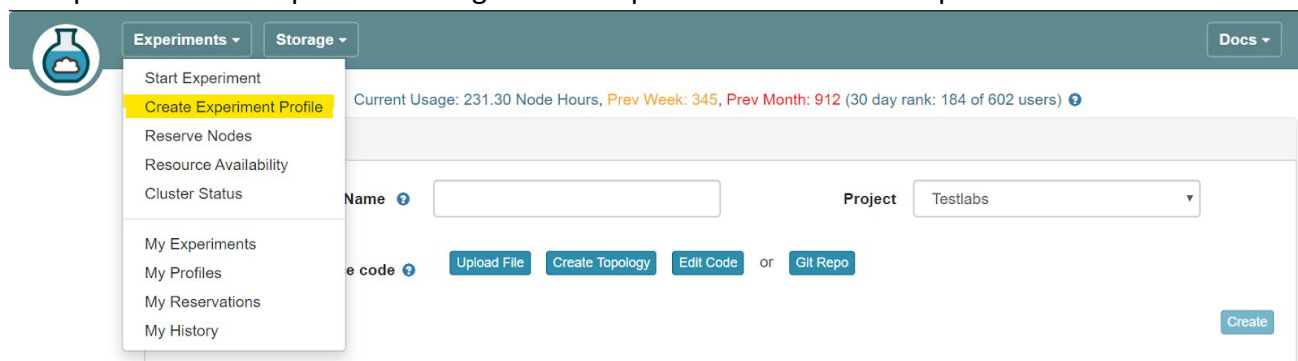 Experiments Storage Docs
Start Experiment
Create Experiment Profile
Current Usage: 231.30 Node Hours, Prev Week: 345, Prev Month: 912 (30 day rank: 184 of 602 users)
Reserve Nodes
Resource Availability
Cluster Status
Name Project Testlabs
My Experiments
My Profiles
e code Upload File Create Topology Edit Code or Git Repo
My Reservations
My History
Create